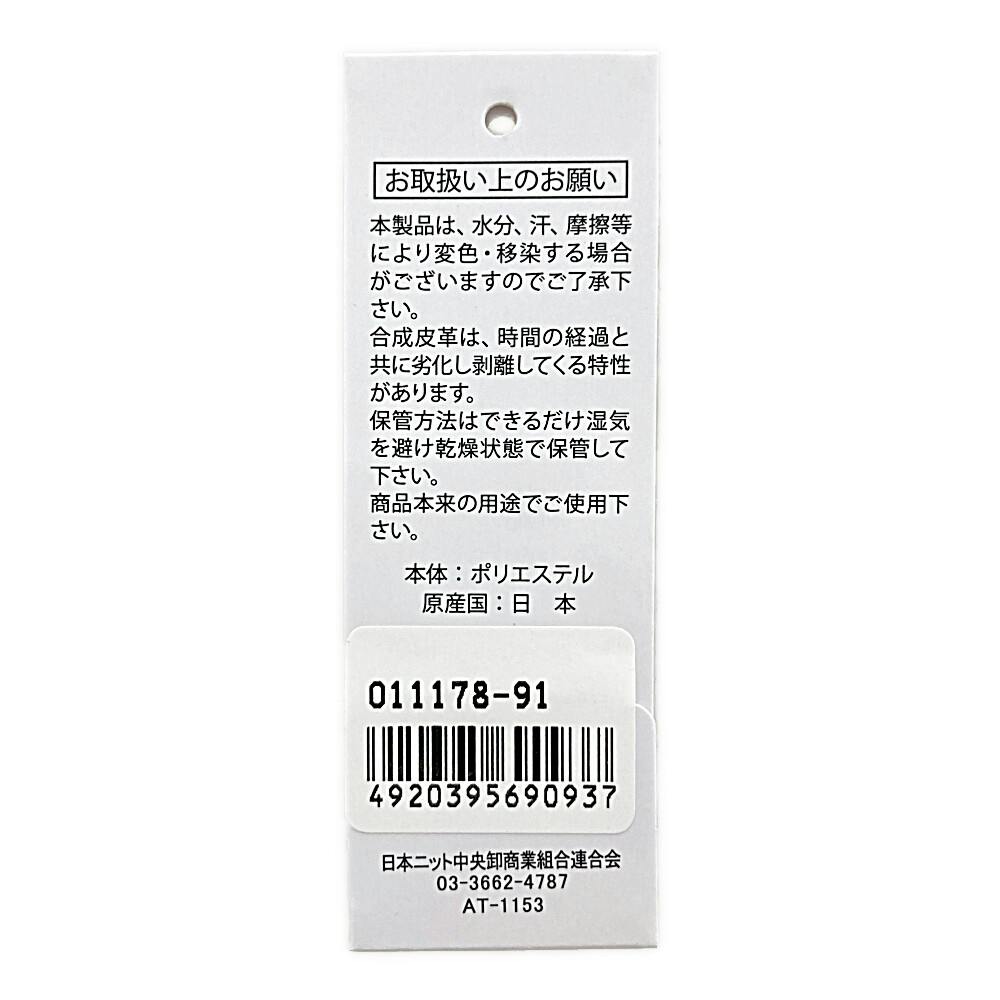 お取扱い上のお願い
本製品は、水分、汗、摩擦等
により変色・移染する場合
がございますのでご了承下
さい。
合成皮革は、時間の経過と
共に劣化し剥離してくる特性
があります。
保管方法はできるだけ湿気
を避け乾燥状態で保管して
下さい。
商品本来の用途でご使用下
さい。
本体：ポリエステル
原産国：日　本
011178-91
4920395690937
日本ニット中央卸商業組合連合会
03-3662-4787
AT-1153